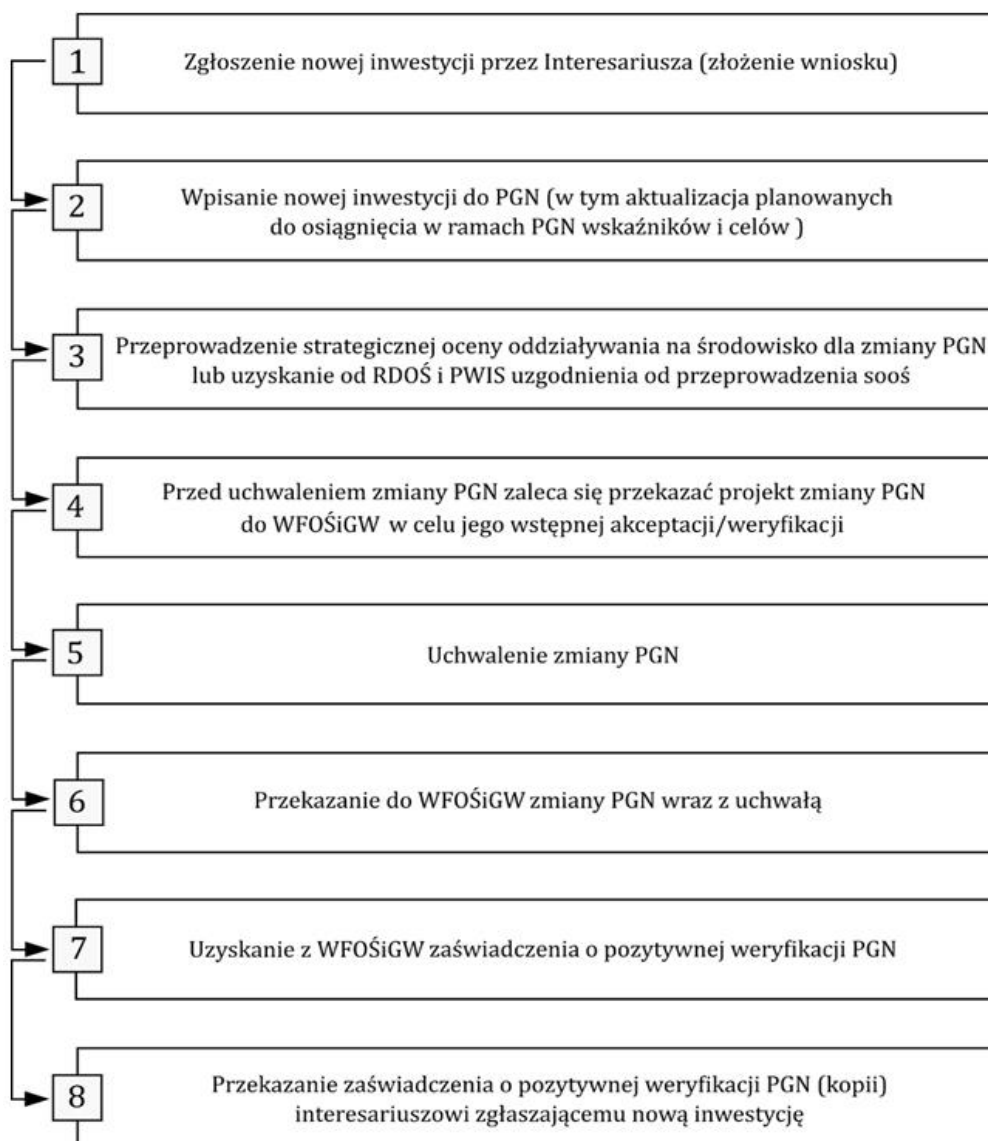 1
Zgłoszenie nowej inwestycji przez Interesariusza (złożenie wniosku)
2
Wpisanie nowej inwestycji do PGN (w tym aktualizacja planowanych
do osiągnięcia w ramach PGN wskaźników i celów )
3
Przeprowadzenie strategicznej oceny oddziaływania na środowisko dla zmiany PGN
lub uzyskanie od RDOŚ i PWIS uzgodnienia od przeprowadzenia sooś
4
Przed uchwaleniem zmiany PGN zaleca się przekazać projekt zmiany PGN
do WFOŚiGW w celu jego wstępnej akceptacji/weryfikacji
5
Uchwalenie zmiany PGN
6
Przekazanie do WFOŚiGW zmiany PGN wraz z uchwałą
7
Uzyskanie z WFOŚiGW zaświadczenia o pozytywnej weryfikacji PGN
8
Przekazanie zaświadczenia o pozytywnej weryfikacji PGN (kopii)
interesariuszowi zgłaszającemu nową inwestycję